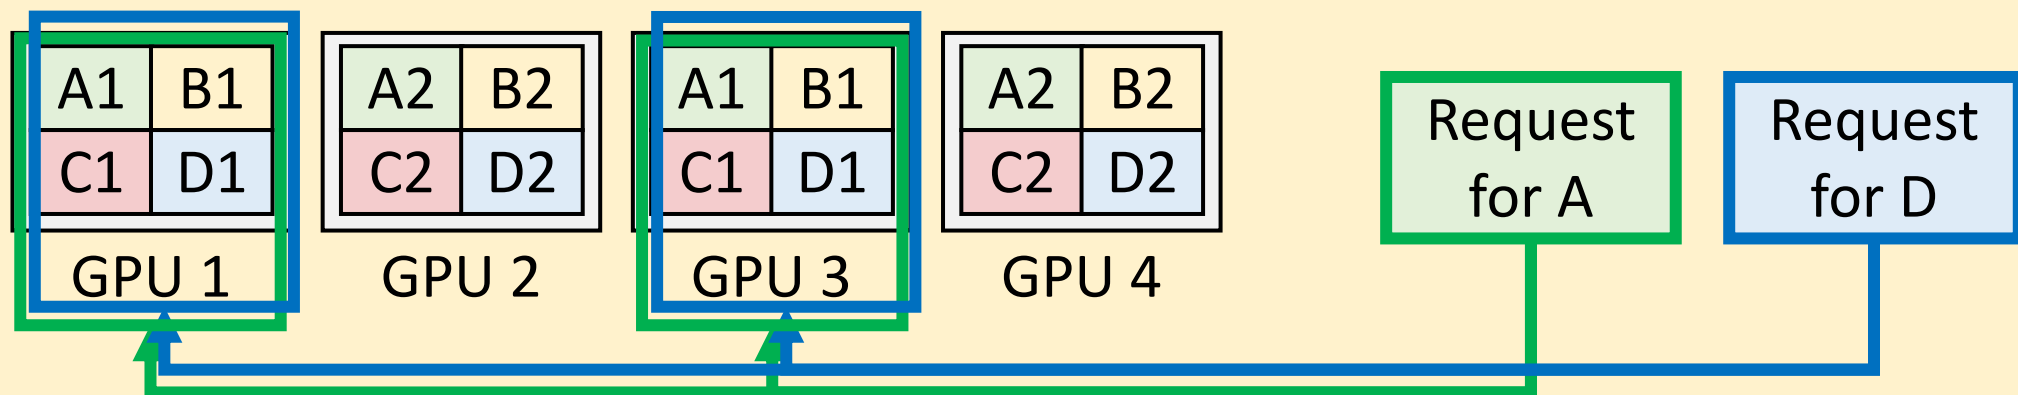 A1 B1 A2 B2 A1 B1 A2 B2
C1 D1 C2 D2 C1 D1 C2 D2
GPU 1 GPU 2 GPU 3 GPU 4
Request
for A
Request
for D